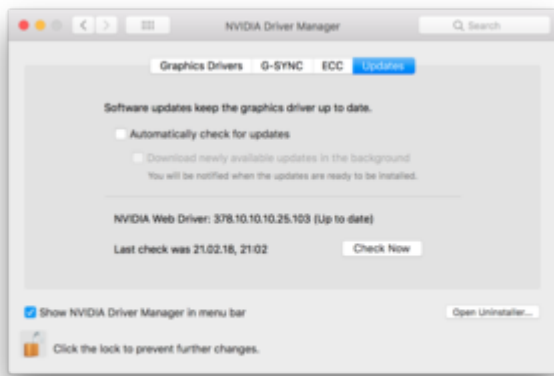 NVIDIA Driver Manager
Search
Graphics Drivers G-SYNC ECC Updates
Software updates keep the graphics driver up to date.
Automatically check for updates
Download newly available updates in the background
You will be notified when the updates are ready to be installed.
NVIDIA Web Driver: 378.10.10.10.25.103 (Up to date)
Last check was 21.02.18, 21:02 Check Now
Show NVIDIA Driver Manager in menu bar Open Uninstaller...
Click the lock to prevent further changes.